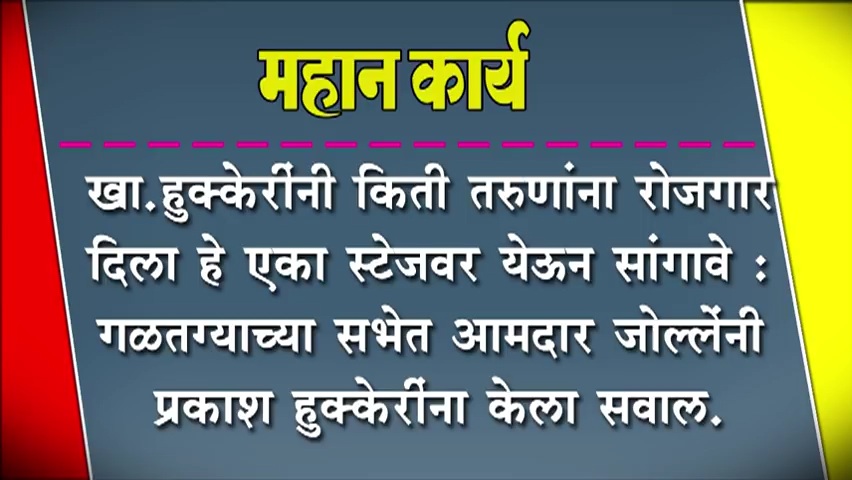 महान कार्य
खा.हुक्केरींनी किती तरुणांना रोजगार
दिला हे एका स्टेजवर येऊन सांगावे :
गळतग्याच्या सभेत आमदार जोल्लेंनी
प्रकाश हुक्केरींना केला सवाल.